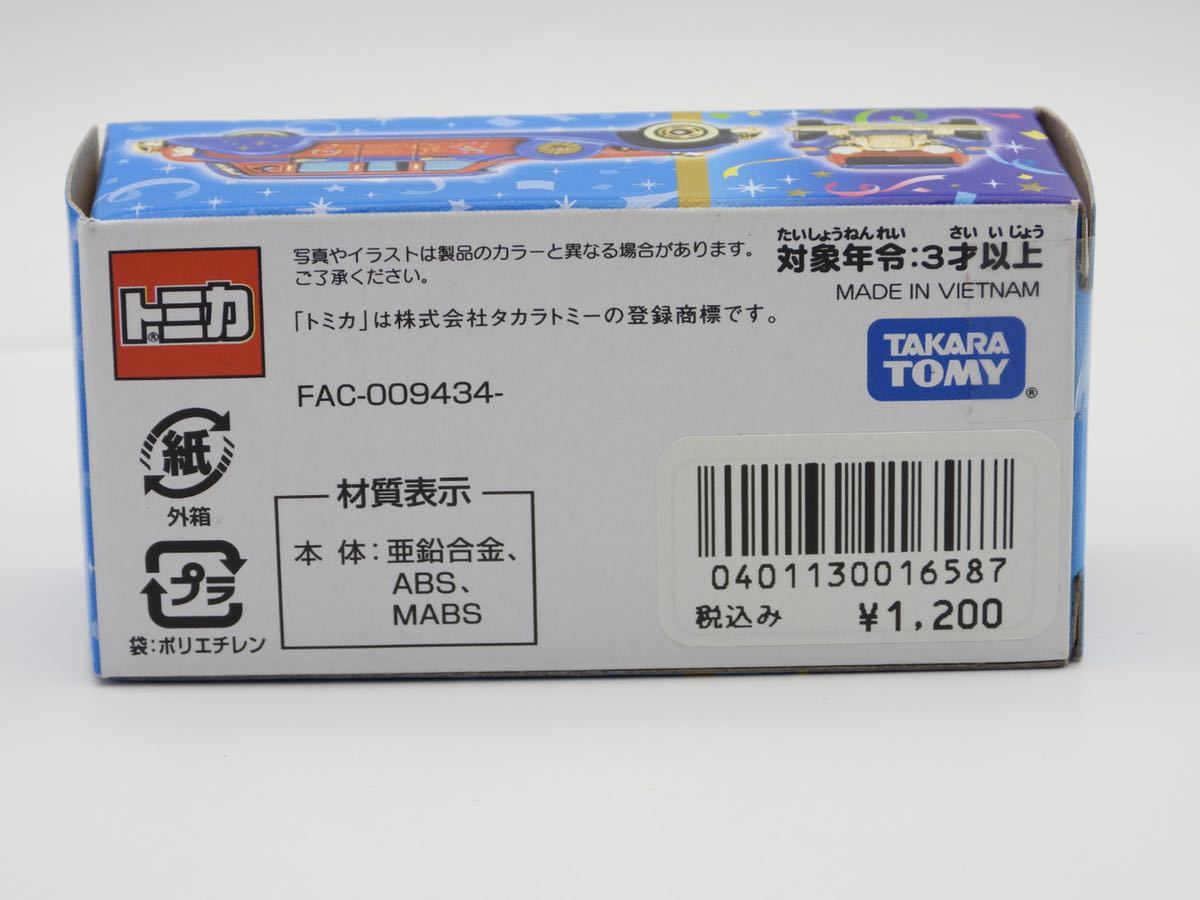 トミカ®
写真やイラストは製品のカラーと異なる場合があります。
ご了承ください。
「トミカ」は株式会社タカラトミーの登録商標です。
FAC-009434-
たいしょうねんれい さい いじょう
対象年令:3才以上
MADE IN VIETNAM
TAKARA
TOMY®
紙
外箱
プラ
袋:ポリエチレン
材質表示
本 体:亜鉛合金、
ABS、
MABS
0401130016587
税込み ¥1,200